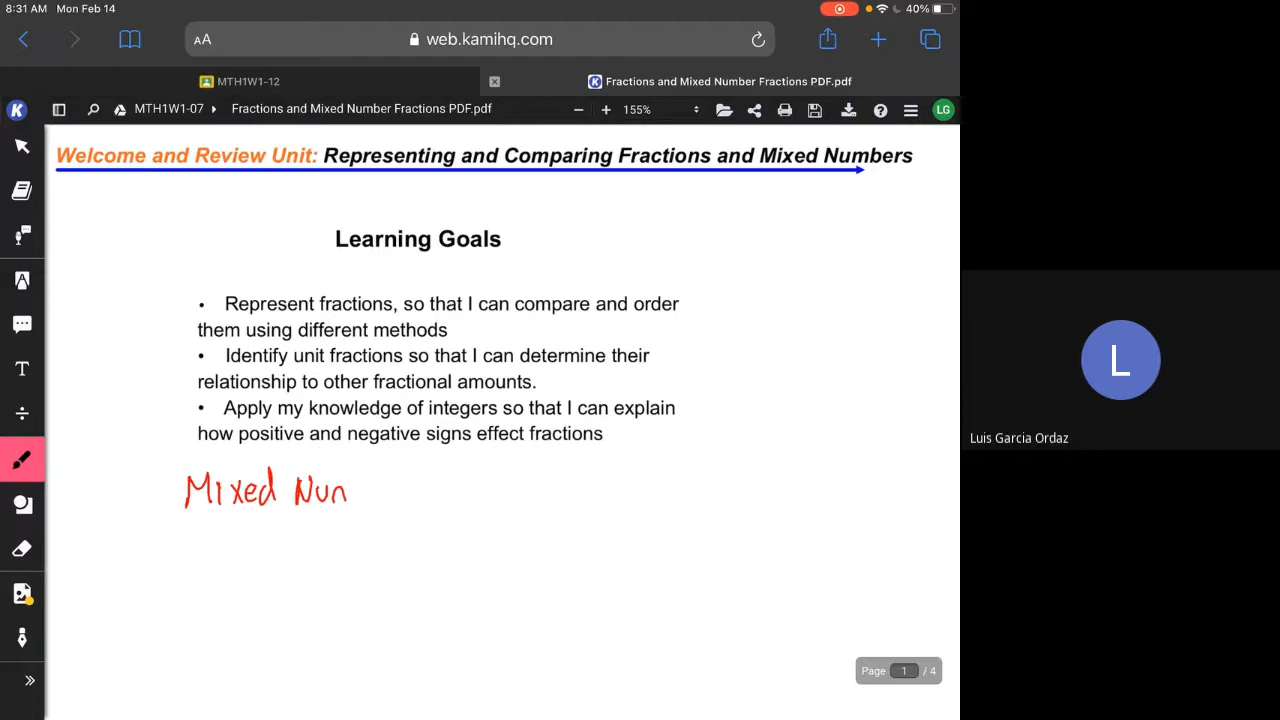 8:31 AM Mon Feb 14
40%
AA web.kamihq.com
MTH1W1-12
K Fractions and Mixed Number Fractions PDF.pdf
K MTH1W1-07 Fractions and Mixed Number Fractions PDF.pdf 155% LG
Welcome and Review Unit: Representing and Comparing Fractions and Mixed Numbers
Learning Goals
• Represent fractions, so that I can compare and order
them using different methods
• Identify unit fractions so that I can determine their
relationship to other fractional amounts.
• Apply my knowledge of integers so that I can explain
how positive and negative signs effect fractions
Mixed Nun
Page 1 / 4
L
Luis Garcia Ordaz